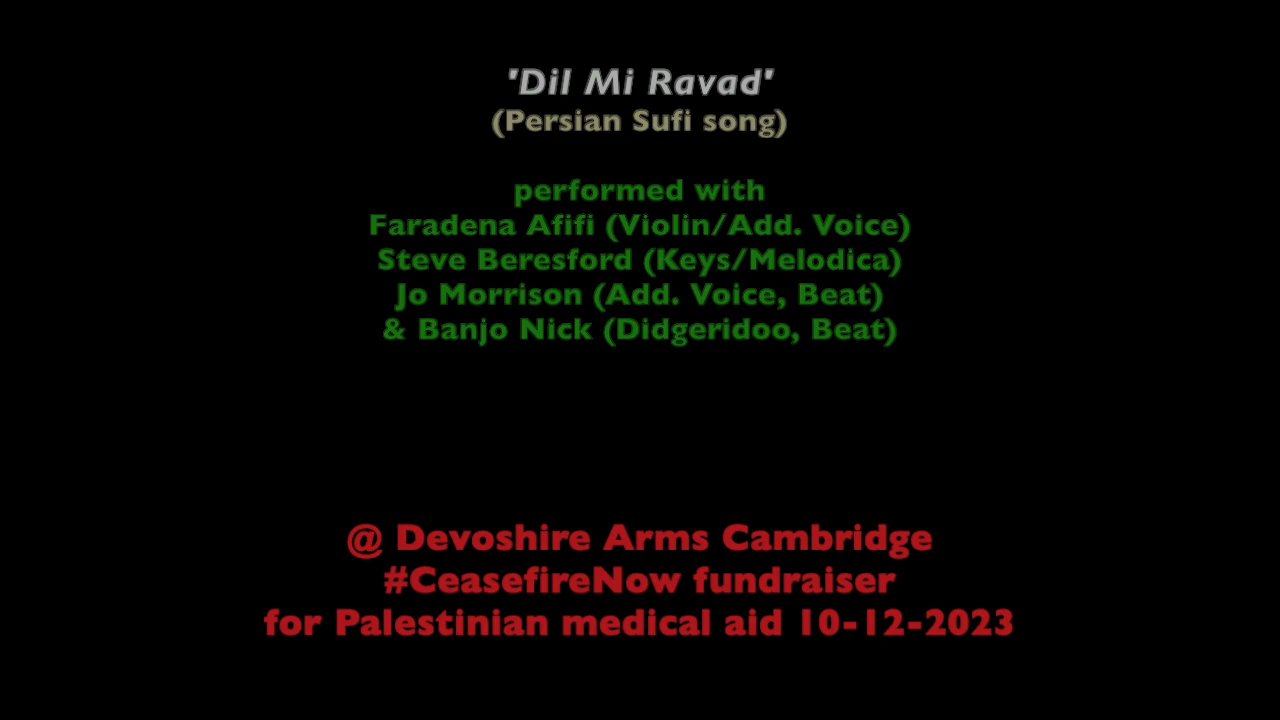 'Dil Mi Ravad'
(Persian Sufi song)
performed with
Faradena Afifi (Violin/Add. Voice)
Steve Beresford (Keys/Melodica)
Jo Morrison (Add. Voice, Beat)
& Banjo Nick (Didgeridoo, Beat)
@ Devoshire Arms Cambridge
#CeasefireNow fundraiser
for Palestinian medical aid 10-12-2023